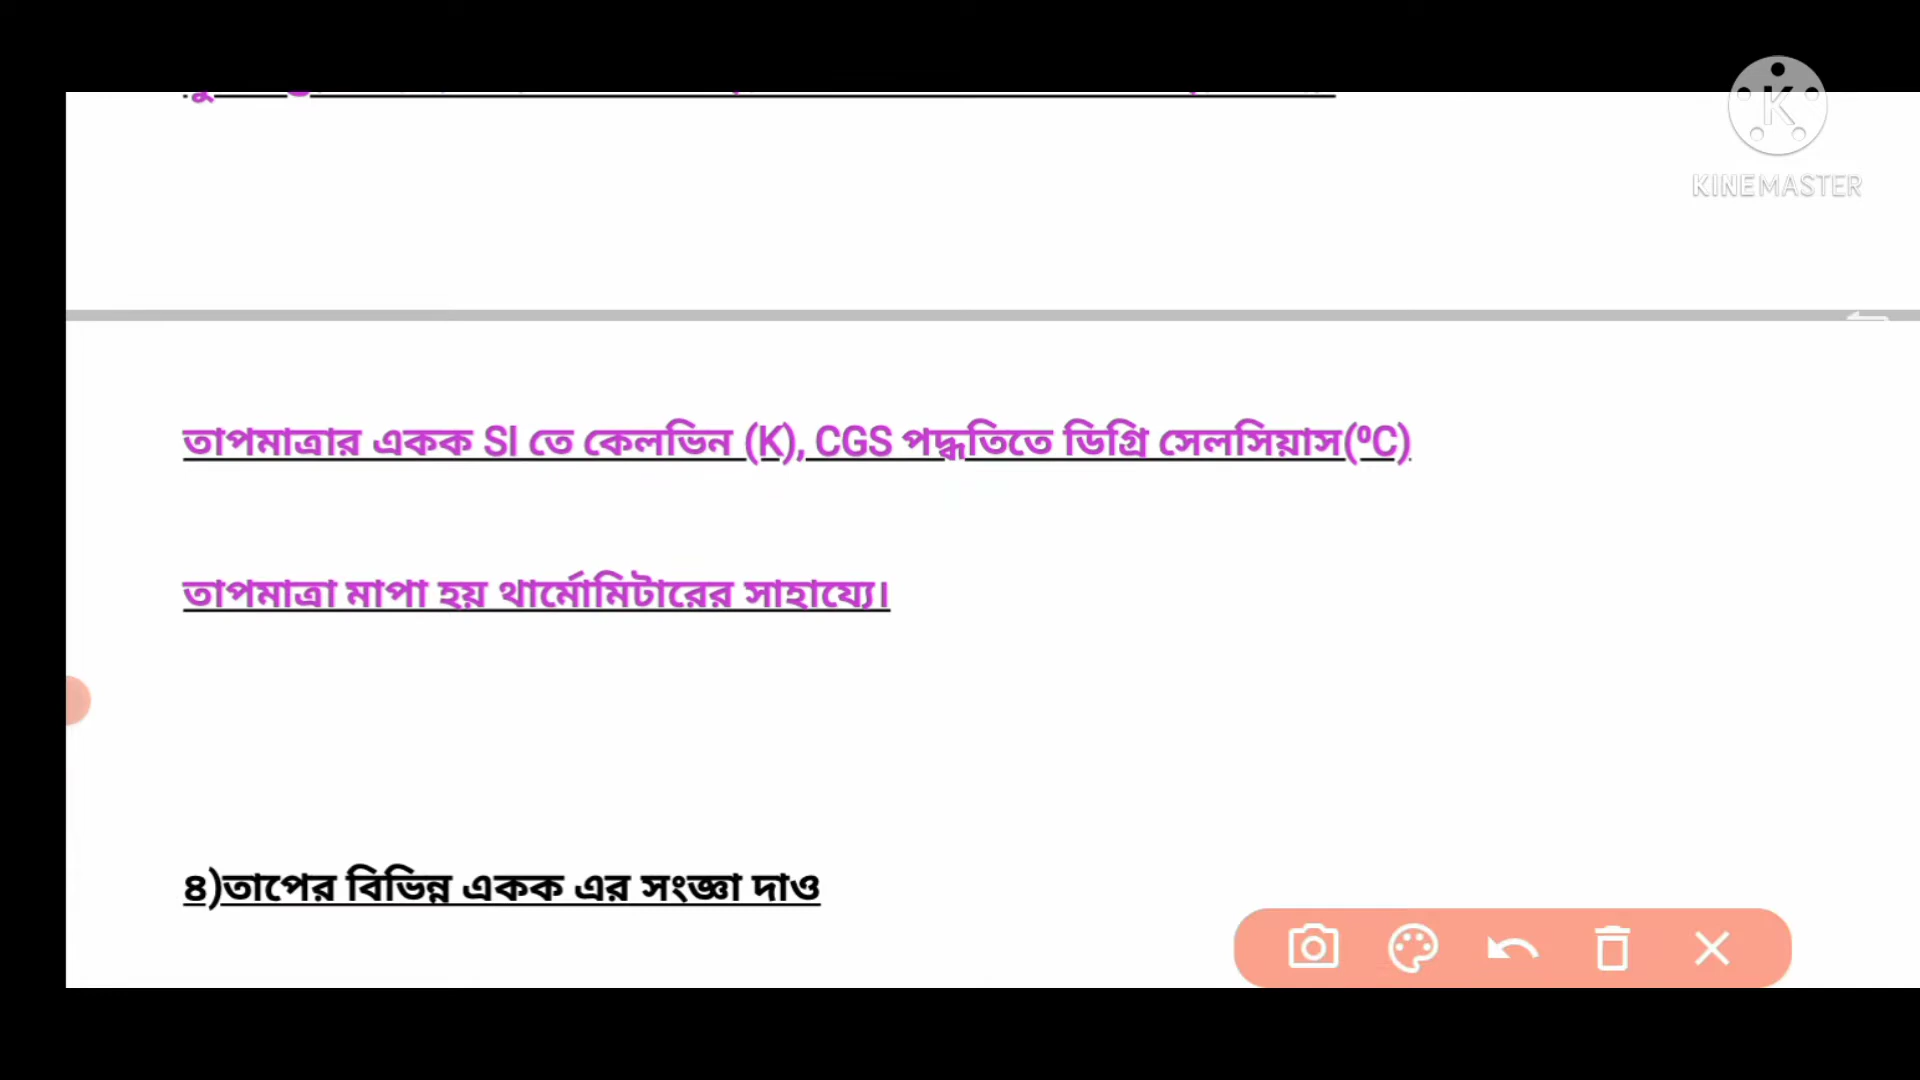 KINEMASTER
তাপমাত্রার একক SI তে কেলভিন (K), CGS পদ্ধতিতে ডিগ্রি সেলসিয়াস(⁰C)
তাপমাত্রা মাপা হয় থার্মোমিটারের সাহায্যে।
৪)তাপের বিভিন্ন একক এর সংজ্ঞা দাও